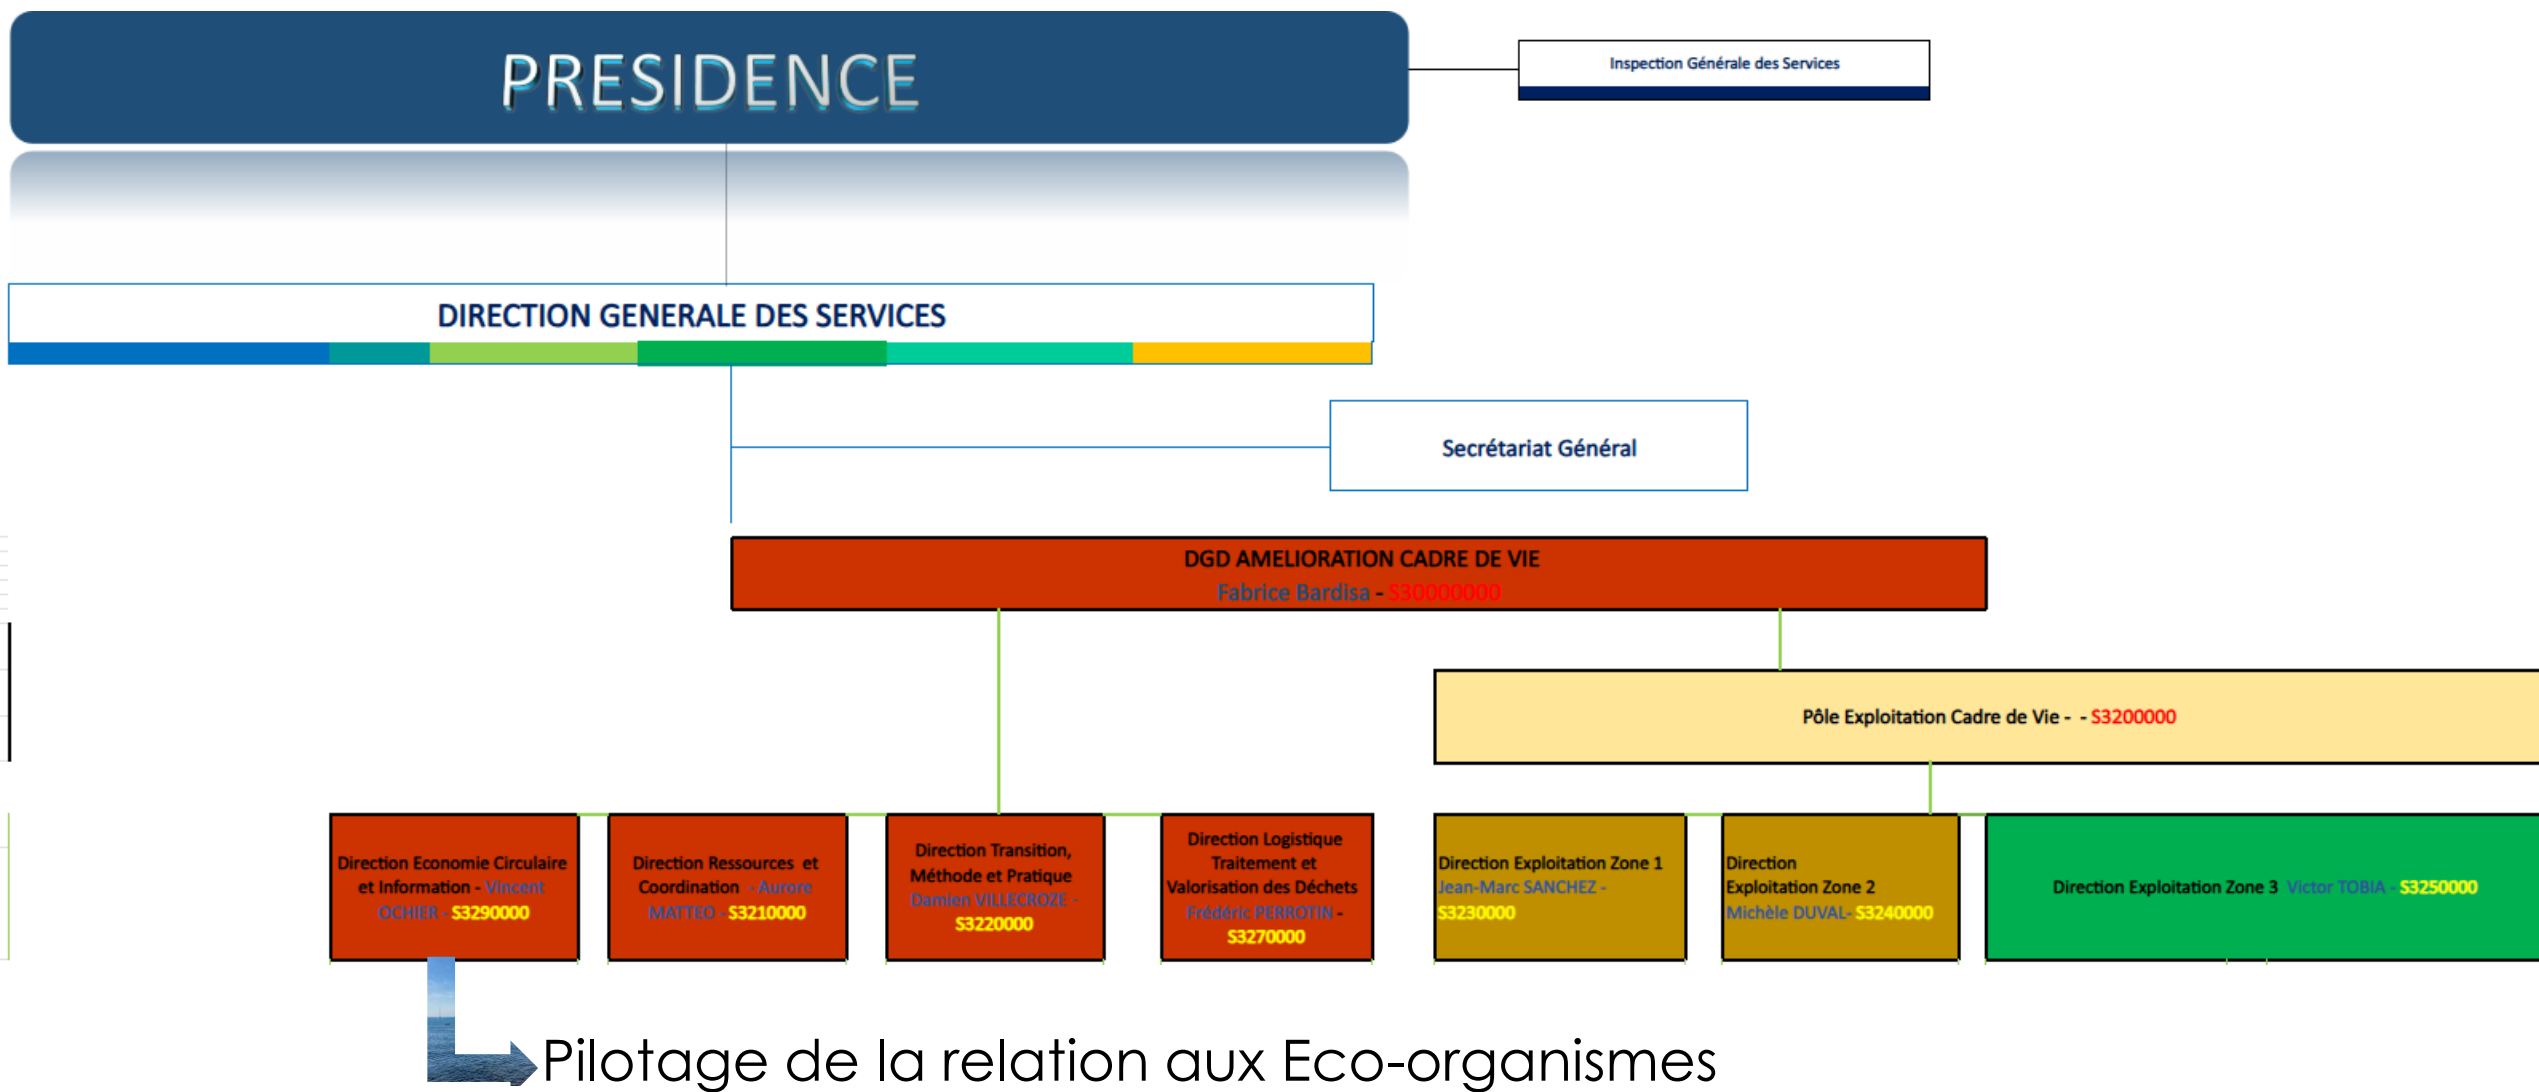 PRESIDENCE
Inspection Générale des Services
DIRECTION GENERALE DES SERVICES
Secrétariat Général
DGD AMELIORATION CADRE DE VIE
Fabrice Bardisa - S30000000
Pôle Exploitation Cadre de Vie - - S3200000
Direction Economie Circulaire
et Information - Vincent
OCHIER - S3290000
Direction Ressources et
Coordination - Aurore
MATTEO - S3210000
Direction Transition,
Méthode et Pratique
Damien VILLECROZE -
S3220000
Direction Logistique
Traitement et
Valorisation des Déchets
Frédéric PERROTIN -
S3270000
Direction Exploitation Zone 1
Jean-Marc SANCHEZ -
S3230000
Direction
Exploitation Zone 2
Michèle DUVAL- S3240000
Direction Exploitation Zone 3 Victor TOBIA - S3250000
Pilotage de la relation aux Eco-organismes